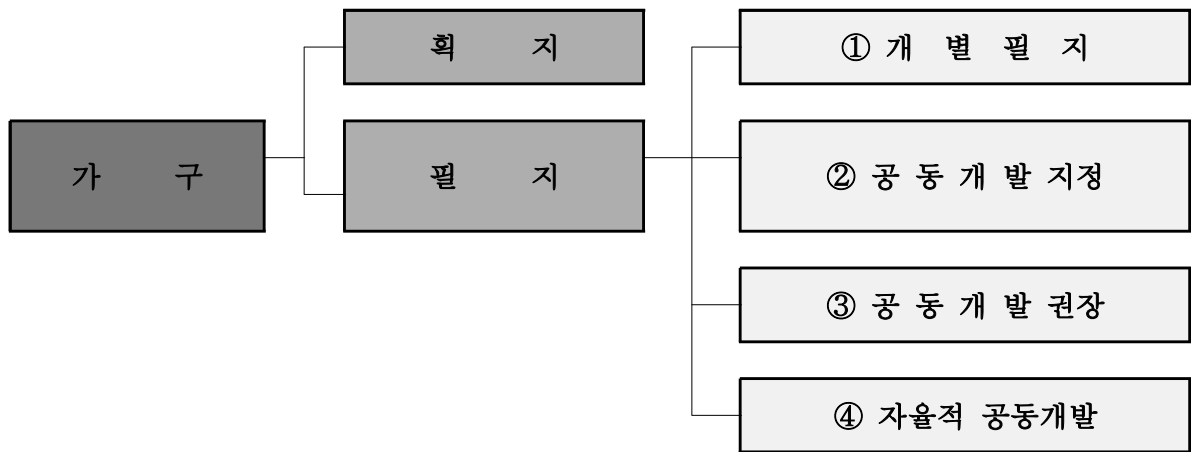 가 구
획 지
필 지
① 개 별 필 지
② 공 동 개 발 지정
③ 공 동 개 발 권장
④ 자율적 공동개발